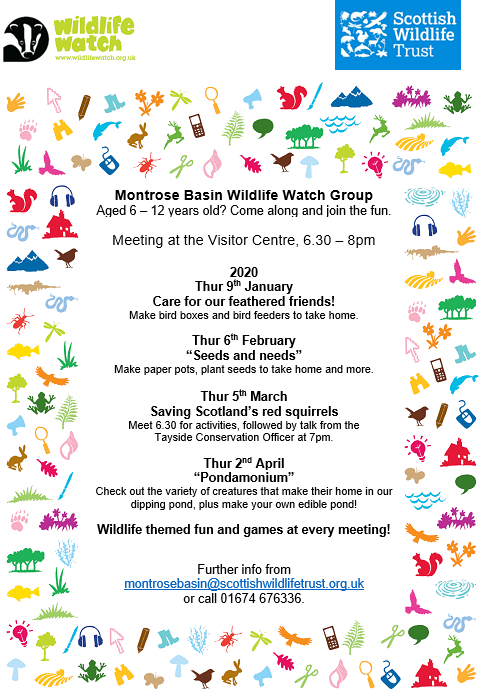 wildlife
watch
www.wildlifewatch.org.uk
Scottish
Wildlife
Trust
Montrose Basin Wildlife Watch Group
Aged 6 – 12 years old? Come along and join the fun.
Meeting at the Visitor Centre, 6.30 – 8pm
2020
Thur 9th January
Care for our feathered friends!
Make bird boxes and bird feeders to take home.
Thur 6th February
“Seeds and needs”
Make paper pots, plant seeds to take home and more.
Thur 5th March
Saving Scotland’s red squirrels
Meet 6.30 for activities, followed by talk from the
Tayside Conservation Officer at 7pm.
Thur 2nd April
“Pondamonium”
Check out the variety of creatures that make their home in our
dipping pond, plus make your own edible pond!
Wildlife themed fun and games at every meeting!
Further info from
montrosebasin@scottishwildlifetrust.org.uk
or call 01674 676336.